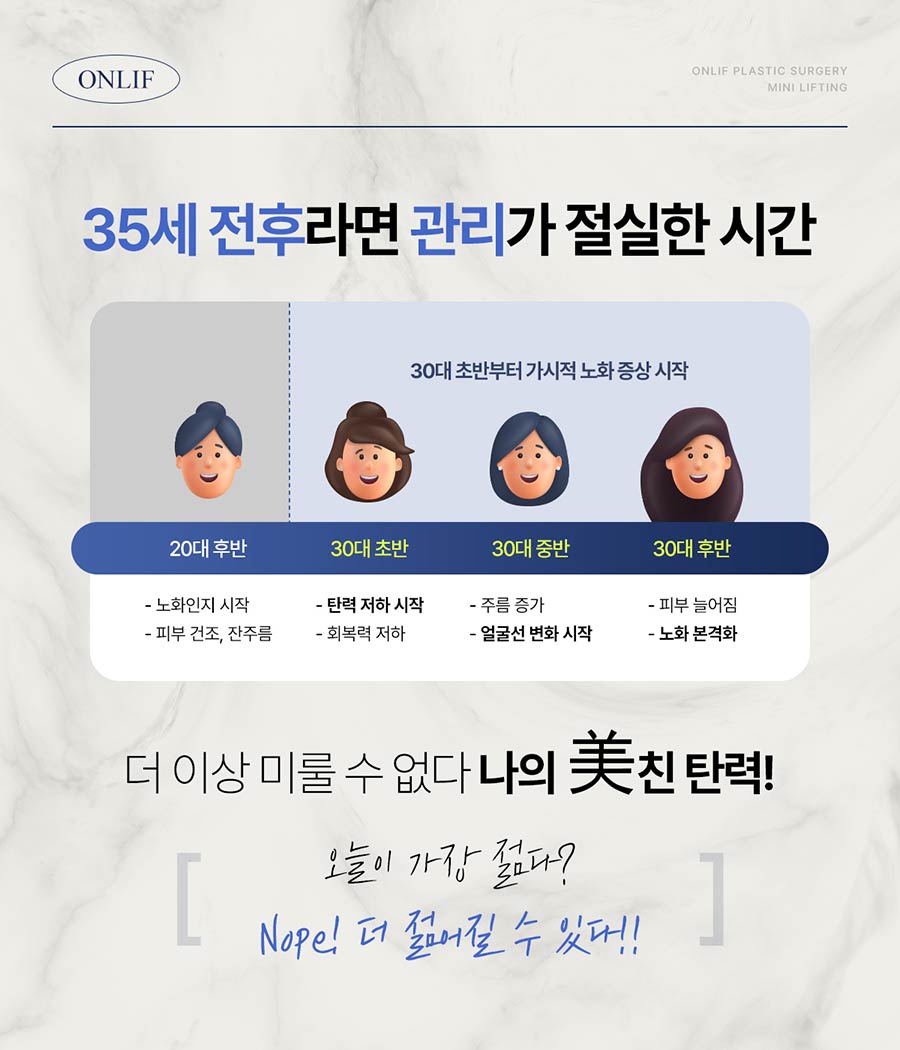 ONLIF
ONLIF PLASTIC SURGERY
MINI LIFTING
35세 전후라면 관리가 절실한 시간
30대 초반부터 가시적 노화 증상 시작
20대 후반
30대 초반
30대 중반
30대 후반
- 노화인지 시작
- 피부 건조, 잔주름
- 탄력 저하 시작
- 회복력 저하
- 주름 증가
- 얼굴선 변화 시작
- 피부 늘어짐
- 노화 본격화
더 이상 미룰 수 없다 나의 美친 탄력!
[ 오늘이 가장 젊다?
Nope! 더 젊어질 수 있다!! ]